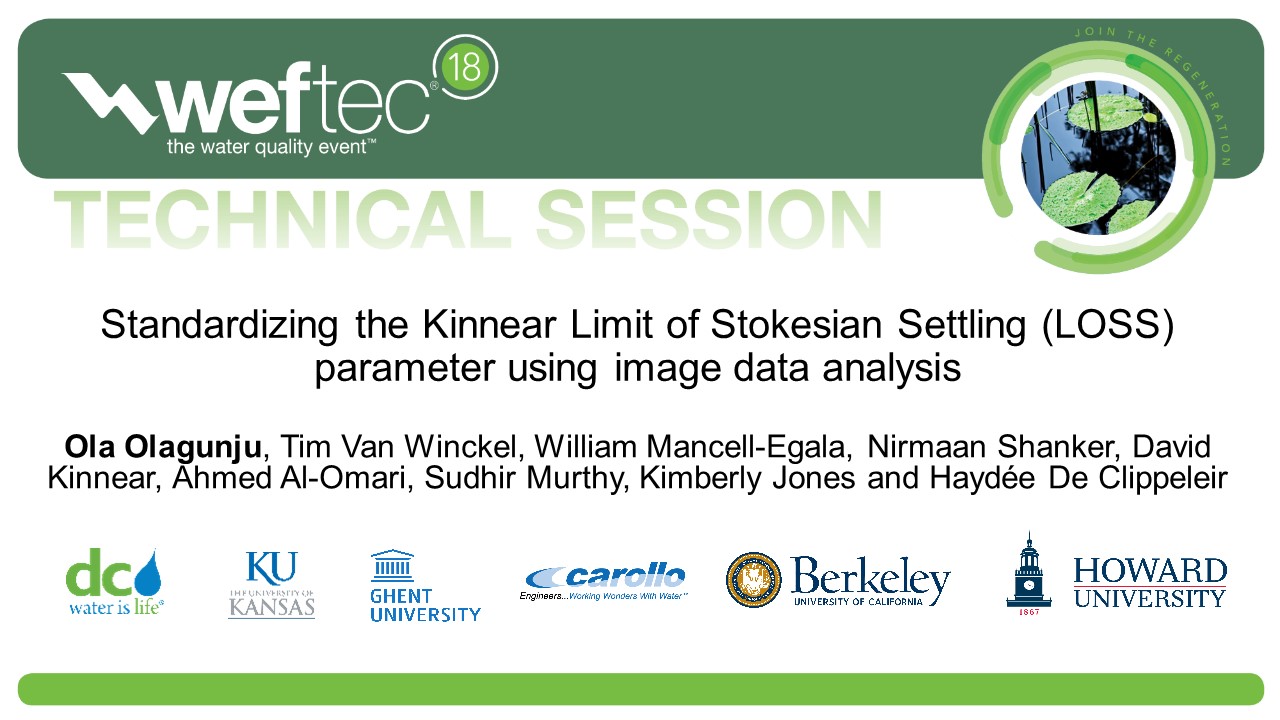 weftec® 18
the water quality event™
JOIN THE REGENERATION
TECHNICAL SESSION
Standardizing the Kinnear Limit of Stokesian Settling (LOSS)
parameter using image data analysis
Ola Olagunju, Tim Van Winckel, William Mancell-Egala, Nirmaan Shanker, David
Kinnear, Ahmed Al-Omari, Sudhir Murthy, Kimberly Jones and Haydée De Clippeleir
dc
water is life®
KU
THE UNIVERSITY OF
KANSAS
GHENT
UNIVERSITY
carollo
Engineers...Working Wonders With Water™
Berkeley
UNIVERSITY OF CALIFORNIA
1867
HOWARD
UNIVERSITY